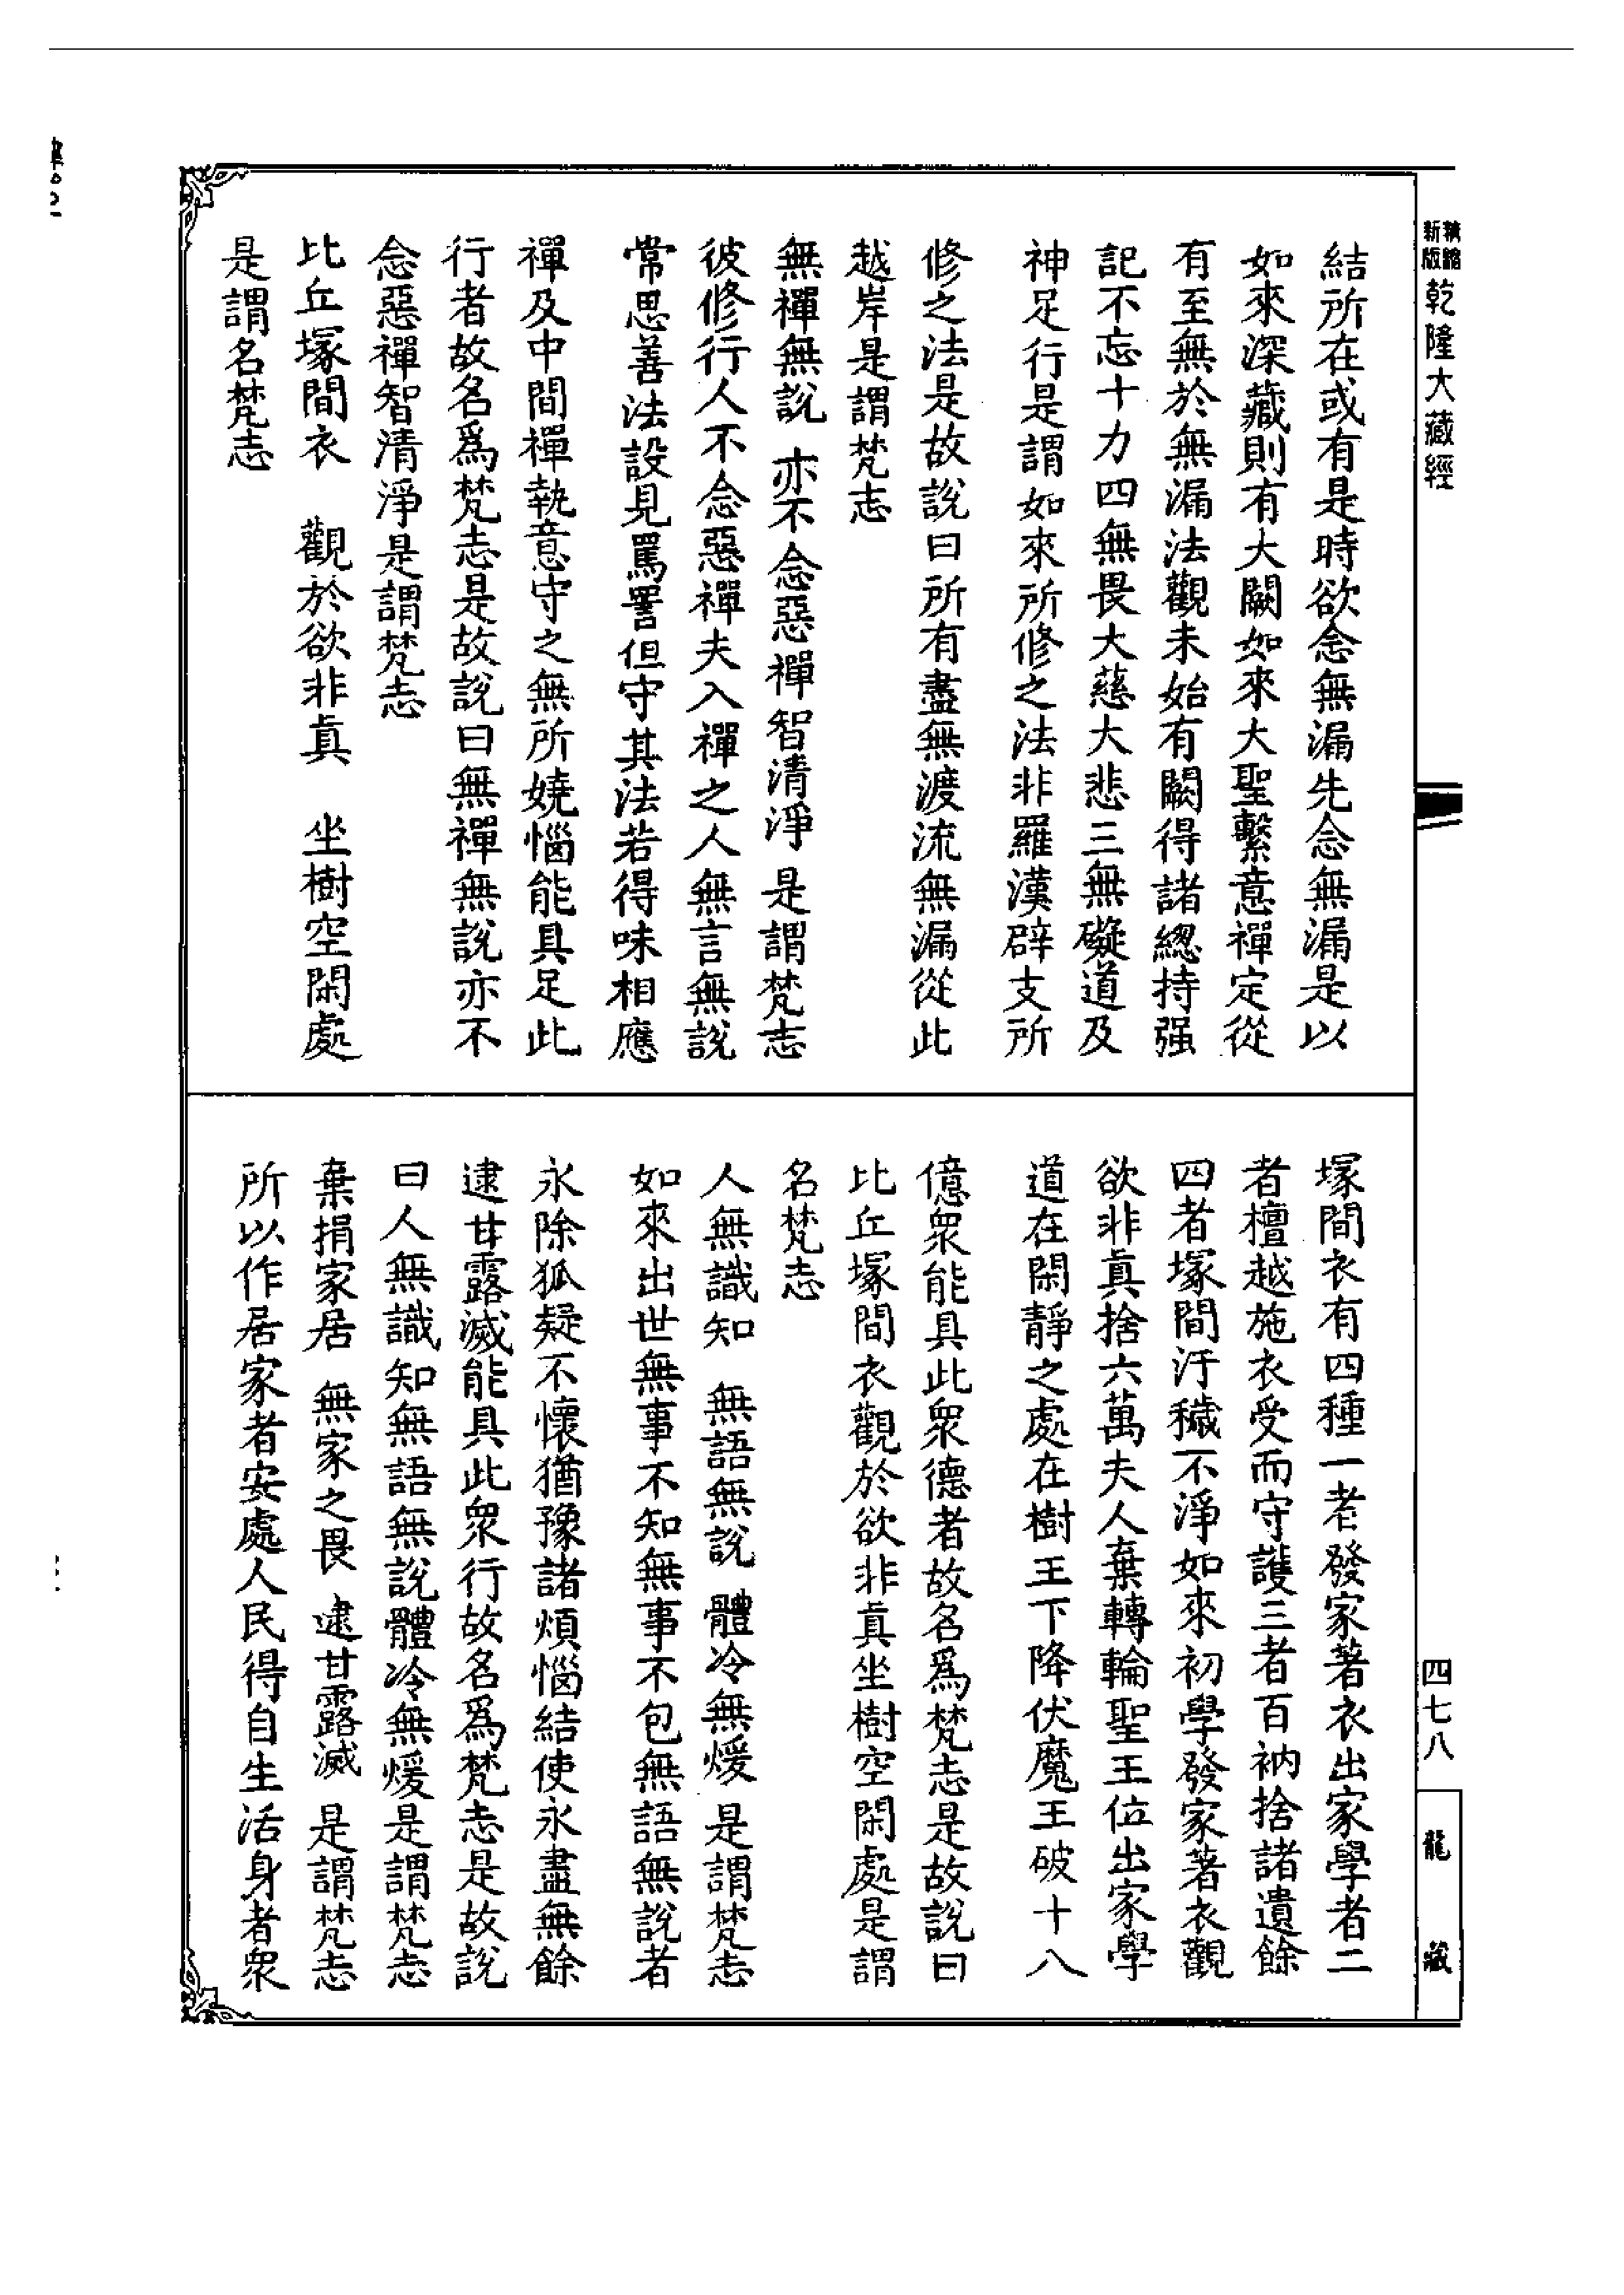 新版
乾隆大藏經
結所在或有是時欲念無漏先念無漏是以
如來深藏則有大闕如來大聖繫意禪定從
有至無於無漏法觀未始有闕得諸總持强
記不忘十力四無畏大慈大悲三無礙道及
神足行是謂如來所修之法非羅漢辟支所
修之法是故說曰所有盡無渡流無漏從此
越岸是謂梵志
無禪無說 亦不念惡 禪智清淨 是謂梵志
彼修行人不念惡禪夫入禪之人無言無說
常思善法設見罵詈但守其法若得味相應
禪及中間禪執意守之無所嬈惱能具足此
行者故名爲梵志是故說曰無禪無說亦不
念惡禪智清淨是謂梵志
比丘塚間衣 觀於欲非真 坐樹空閑處
是謂名梵志
塚間衣有四種一老發家著衣出家學者二
者檀越施衣受而守護三者百衲捨諸遺餘
四者塚間汙穢不淨如來初學發家著衣觀
欲非真捨六萬夫人棄轉輪聖王位出家學
道在閑靜之處在樹王下降伏魔王破十八
億衆能具此衆德者故名爲梵志是故說曰
比丘塚間衣觀於欲非真坐樹空閑處是謂
名梵志
人無識知 無語無說 體冷無煖 是謂梵志
如來出世無事不知無事不包無語無說者
永除狐疑不懷猶豫諸煩惱結使永盡無餘
逮甘露滅能具此衆行故名爲梵志是故說
曰人無識知無語無說體冷無煖是謂梵志
棄捐家居 無家之畏 逮甘露滅 是謂梵志
所以作居家者安處人民得自生活身者衆
四七八
龍藏